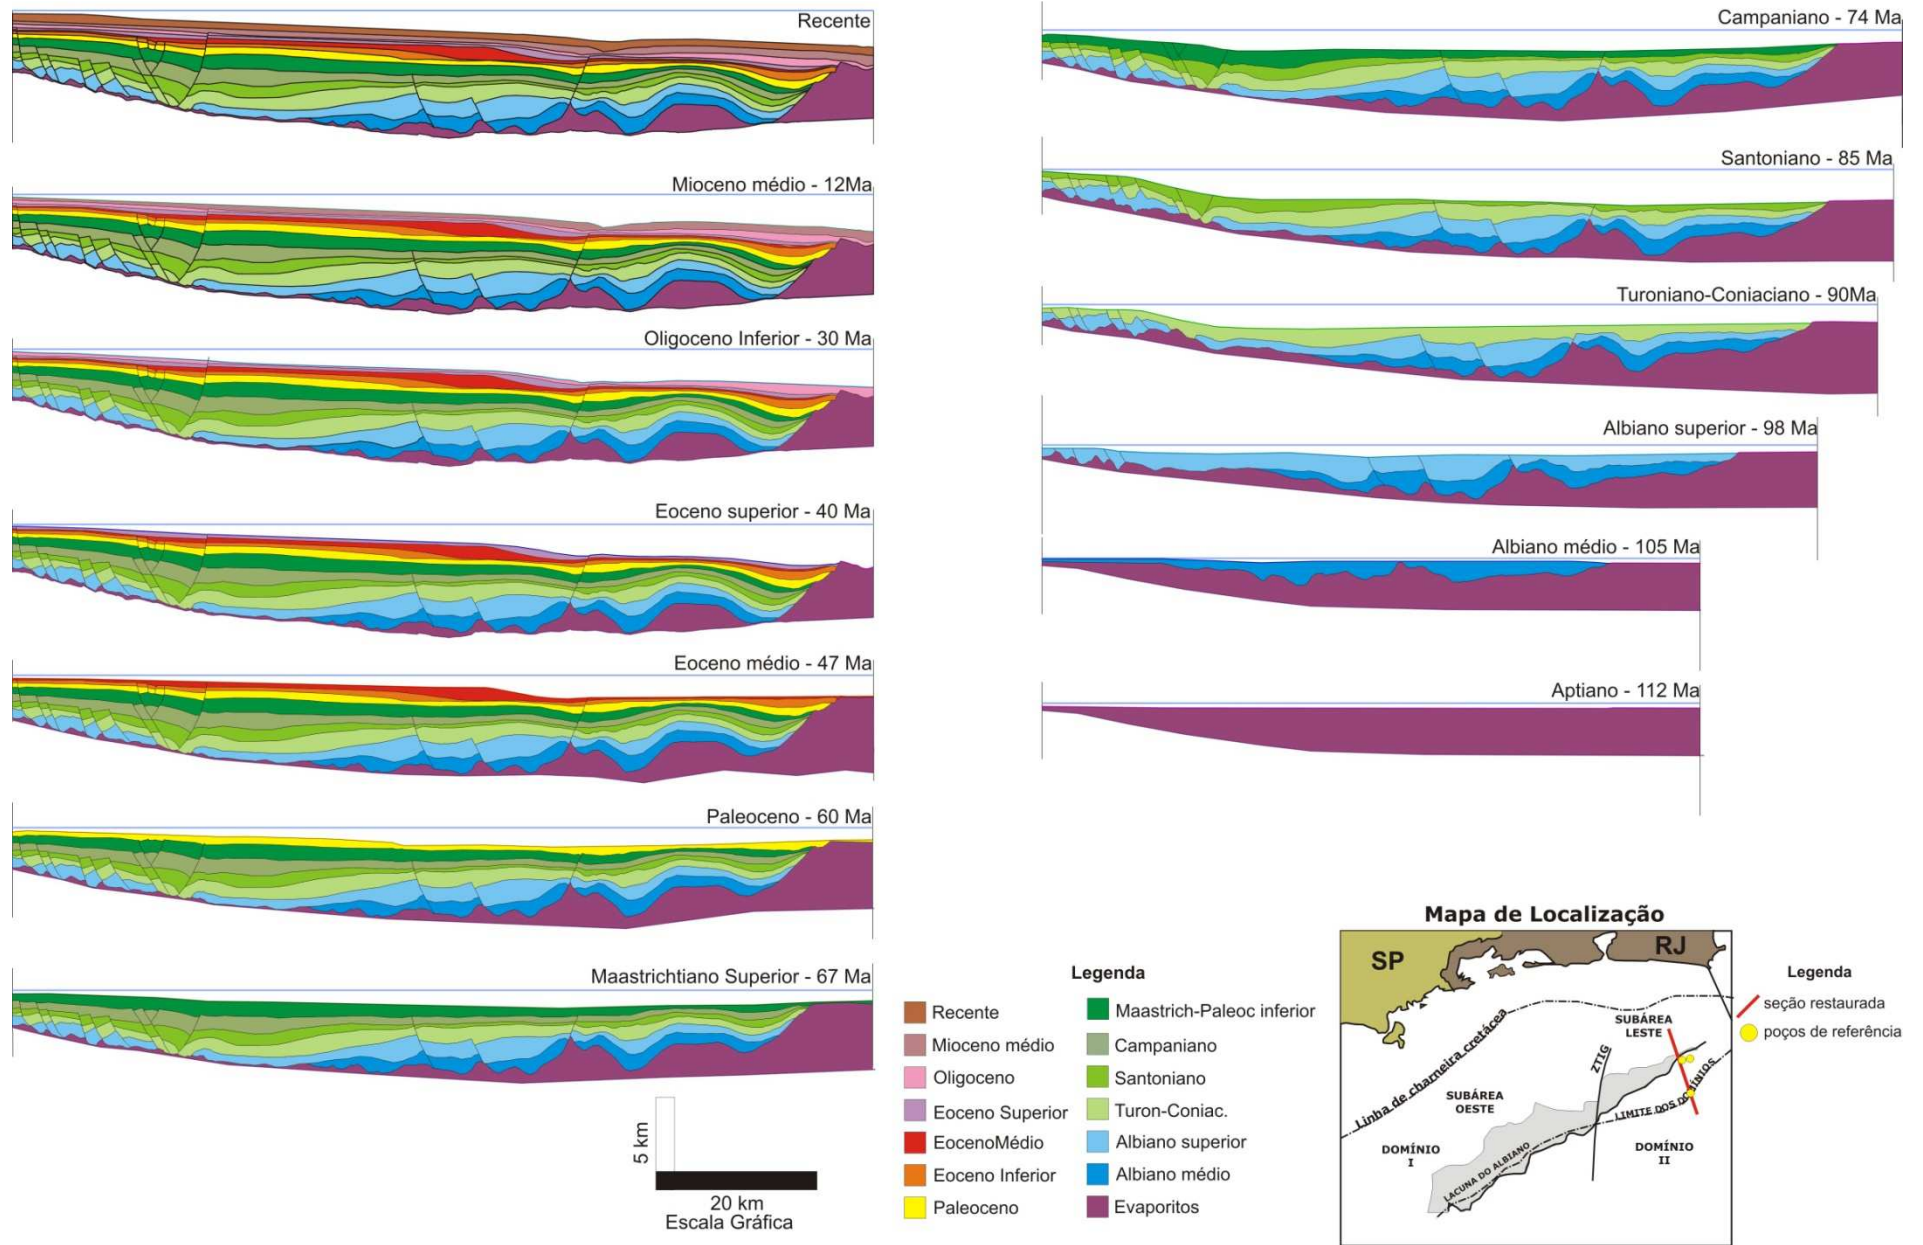 Recente
Mioceno médio - 12Ma
Oligoceno Inferior - 30 Ma
Eoceno superior - 40 Ma
Eoceno médio - 47 Ma
Paleoceno - 60 Ma
Maastrichtiano Superior - 67 Ma
5 km
20 km
Escala Gráfica
Campaniano - 74 Ma
Santoniano - 85 Ma
Turoniano-Coniaciano - 90Ma
Albiano superior - 98 Ma
Albiano médio - 105 Ma
Aptiano - 112 Ma
Legenda
Recente
Mioceno médio
Oligoceno
Eoceno Superior
EocenoMédio
Eoceno Inferior
Paleoceno
Maastrich-Paleoc inferior
Campaniano
Santoniano
Turon-Coniac.
Albiano superior
Albiano médio
Evaporitos
Mapa de Localização
SP
RJ
Linha de charneira cretácea
SUBÁREA
LESTE
ZTIG
SUBÁREA
OESTE
LIMITE DOS DOMÍNIOS
DOMÍNIO
I
LACUNA DO ALBIANO
DOMÍNIO
II
Legenda
seção restaurada
poços de referência